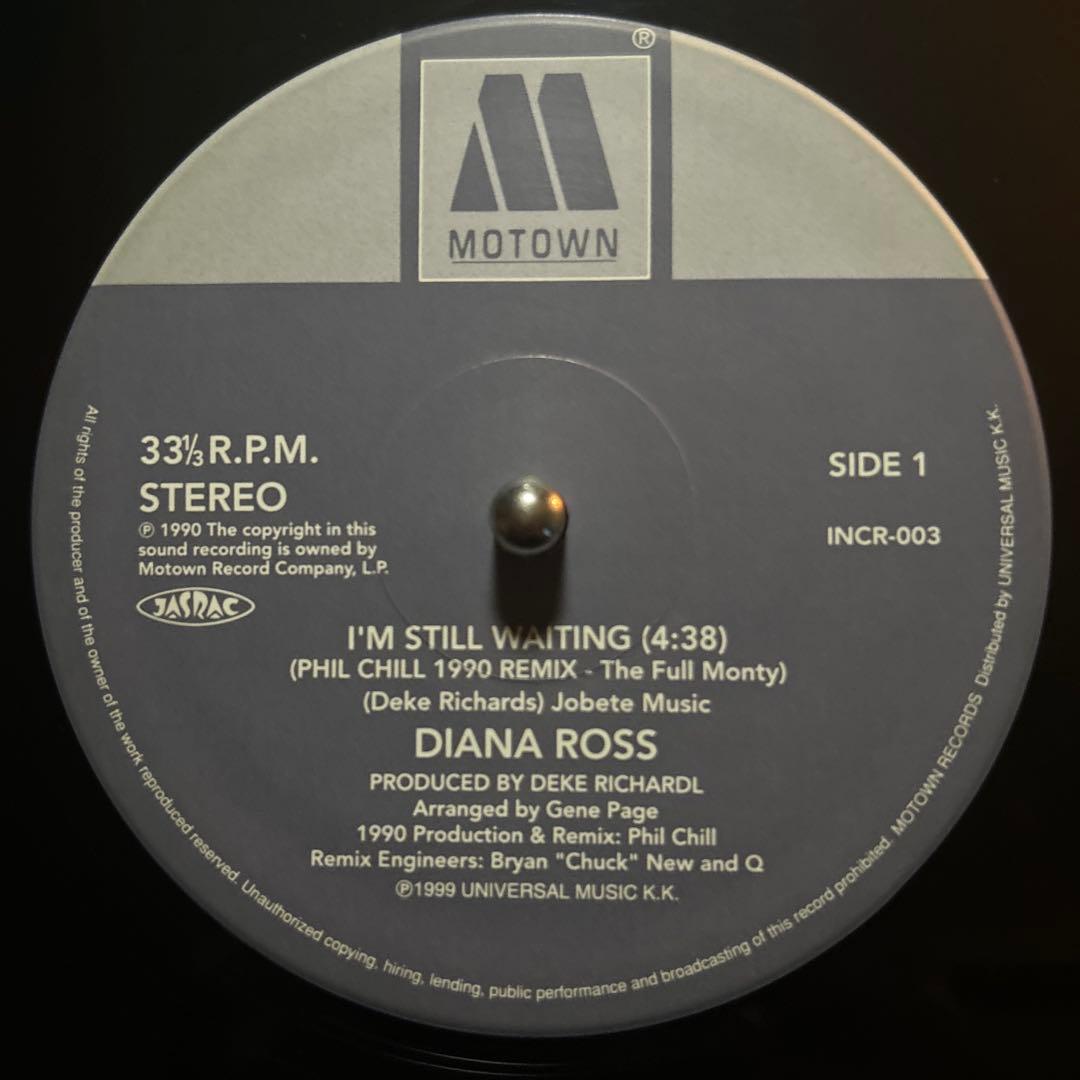 ®
MOTOWN
33⅓ R.P.M.
STEREO
℗ 1990 The copyright in this
sound recording is owned by
Motown Record Company, L.P.
JASRAC
SIDE 1
INCR-003
I'M STILL WAITING (4:38)
(PHIL CHILL 1990 REMIX - The Full Monty)
(Deke Richards) Jobete Music
DIANA ROSS
PRODUCED BY DEKE RICHARDL
Arranged by Gene Page
1990 Production & Remix: Phil Chill
Remix Engineers: Bryan "Chuck" New and Q
℗1999 UNIVERSAL MUSIC K.K.
All rights of the producer and of the owner of the work reproduced reserved. Unauthorized copying, hiring, lending, public performance and broadcasting of this record prohibited. MOTOWN RECORDS Distributed by UNIVERSAL MUSIC K.K.